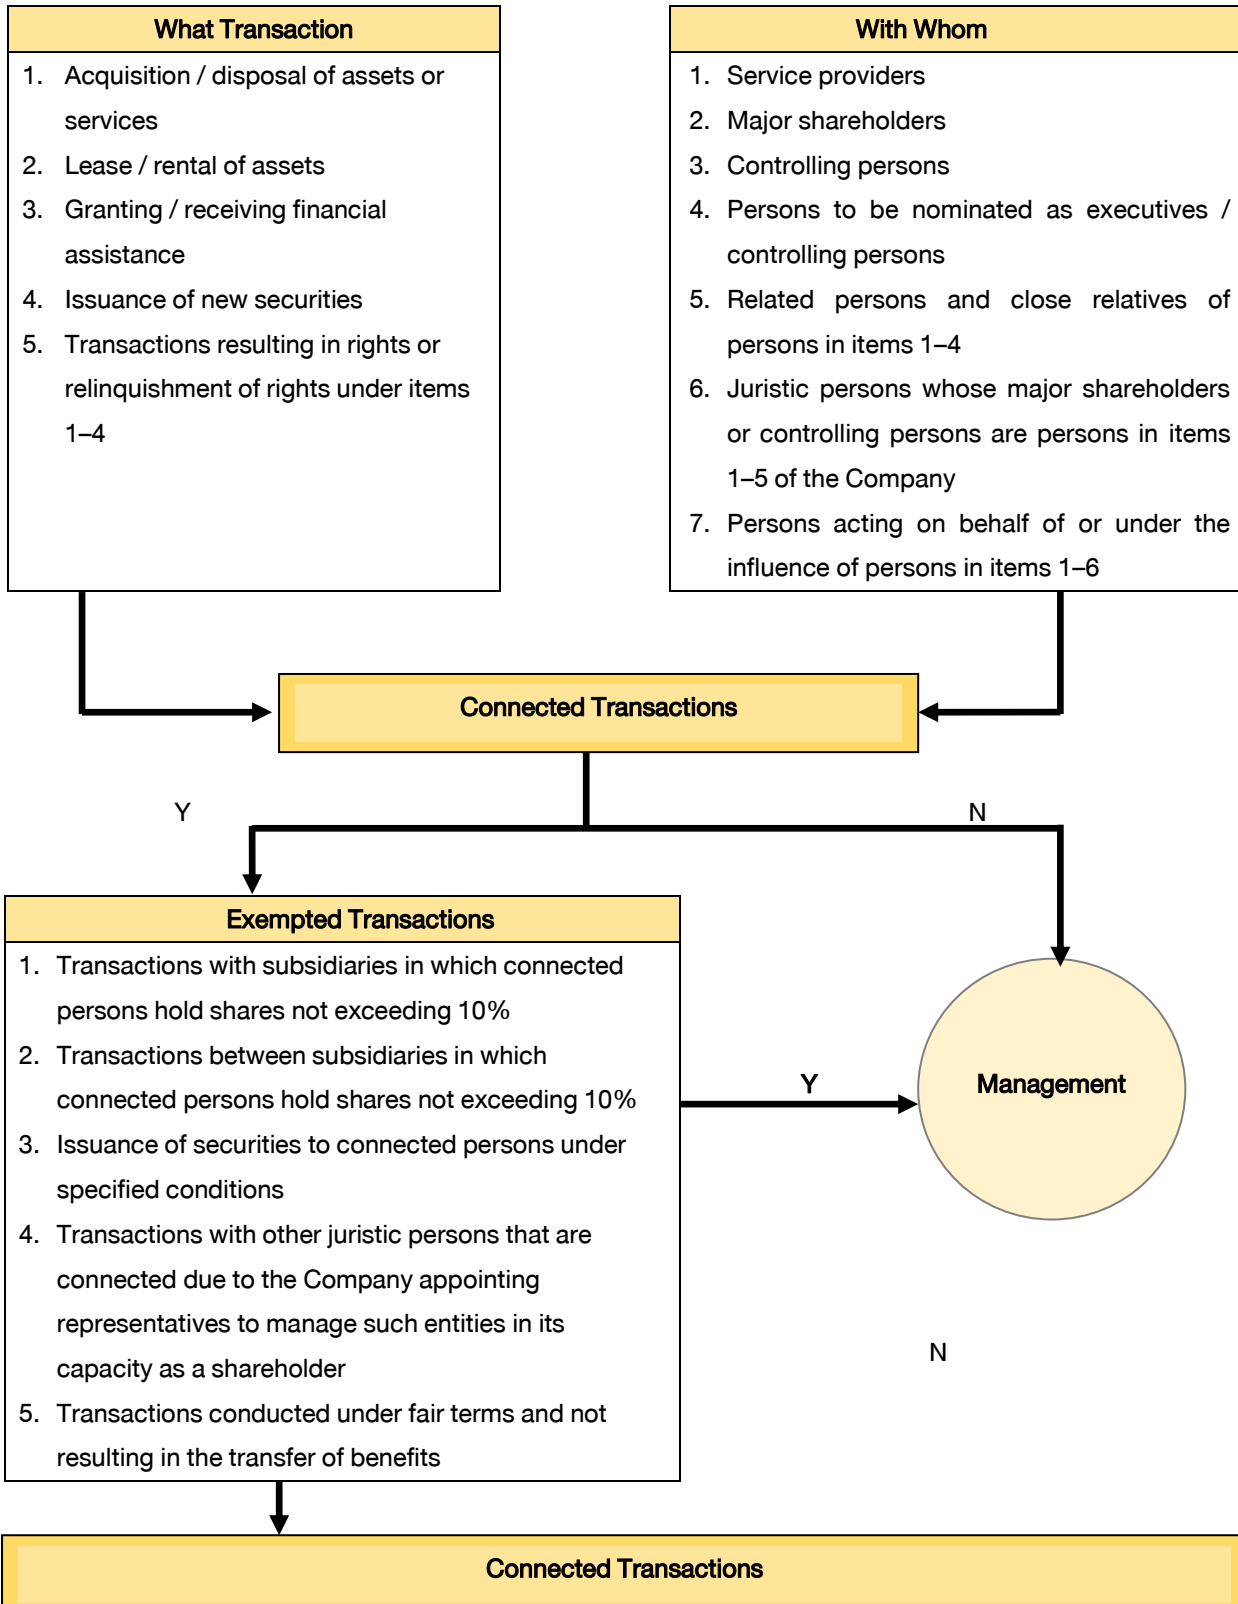 What Transaction
1. Acquisition / disposal of assets or
services
2. Lease / rental of assets
3. Granting / receiving financial
assistance
4. Issuance of new securities
5. Transactions resulting in rights or
relinquishment of rights under items
1–4
With Whom
1. Service providers
2. Major shareholders
3. Controlling persons
4. Persons to be nominated as executives /
controlling persons
5. Related persons and close relatives of
persons in items 1–4
6. Juristic persons whose major shareholders
or controlling persons are persons in items
1–5 of the Company
7. Persons acting on behalf of or under the
influence of persons in items 1–6
Connected Transactions
Y
N
Exempted Transactions
1. Transactions with subsidiaries in which connected
persons hold shares not exceeding 10%
2. Transactions between subsidiaries in which
connected persons hold shares not exceeding 10%
3. Issuance of securities to connected persons under
specified conditions
4. Transactions with other juristic persons that are
connected due to the Company appointing
representatives to manage such entities in its
capacity as a shareholder
5. Transactions conducted under fair terms and not
resulting in the transfer of benefits
Y
Management
N
Connected Transactions